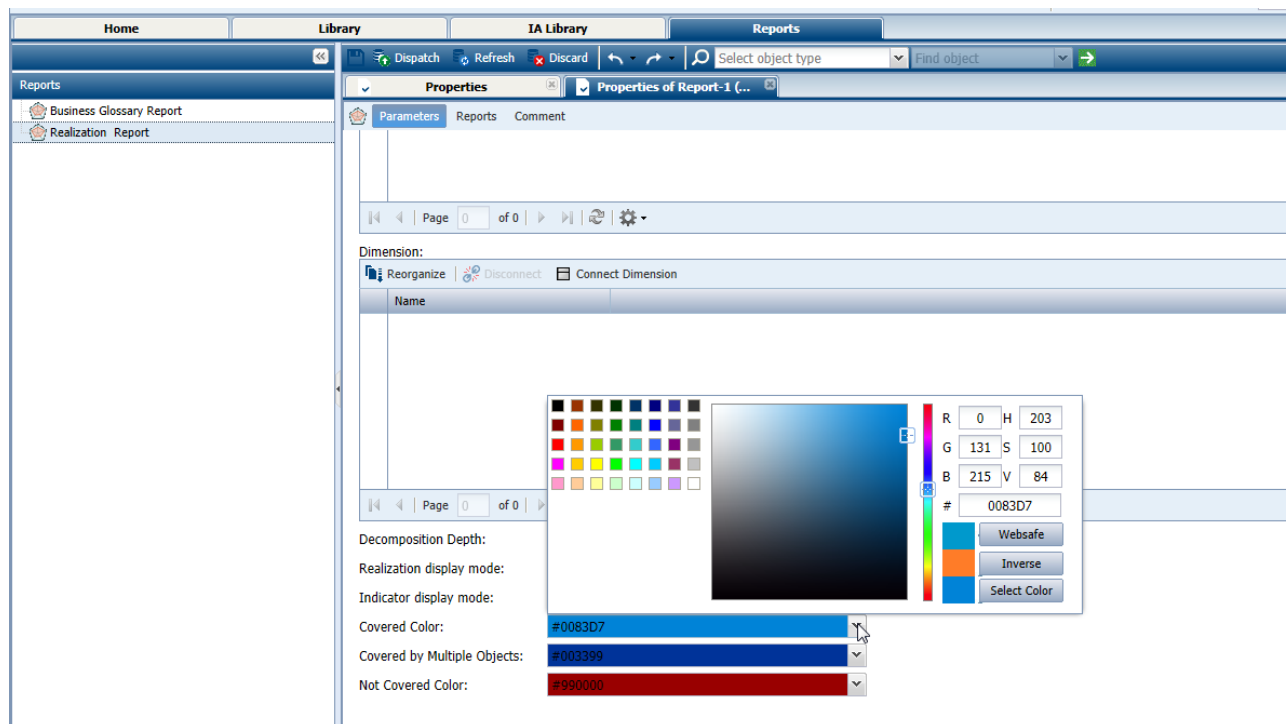 Home Library IA Library Reports
Dispatch Refresh Discard Select object type Find object
Reports
Properties Properties of Report-1 (...
Business Glossary Report
Parameters Reports Comment
Realization Report
Page 0 of 0
Dimension:
Reorganize Disconnect Connect Dimension
Name
R 0 H 203
G 131 S 100
B 215 V 84
# 0083D7
Page 0 of 0
Websafe
Decomposition Depth:
Inverse
Realization display mode:
Select Color
Indicator display mode:
Covered Color: #0083D7
Covered by Multiple Objects: #003399
Not Covered Color: #990000